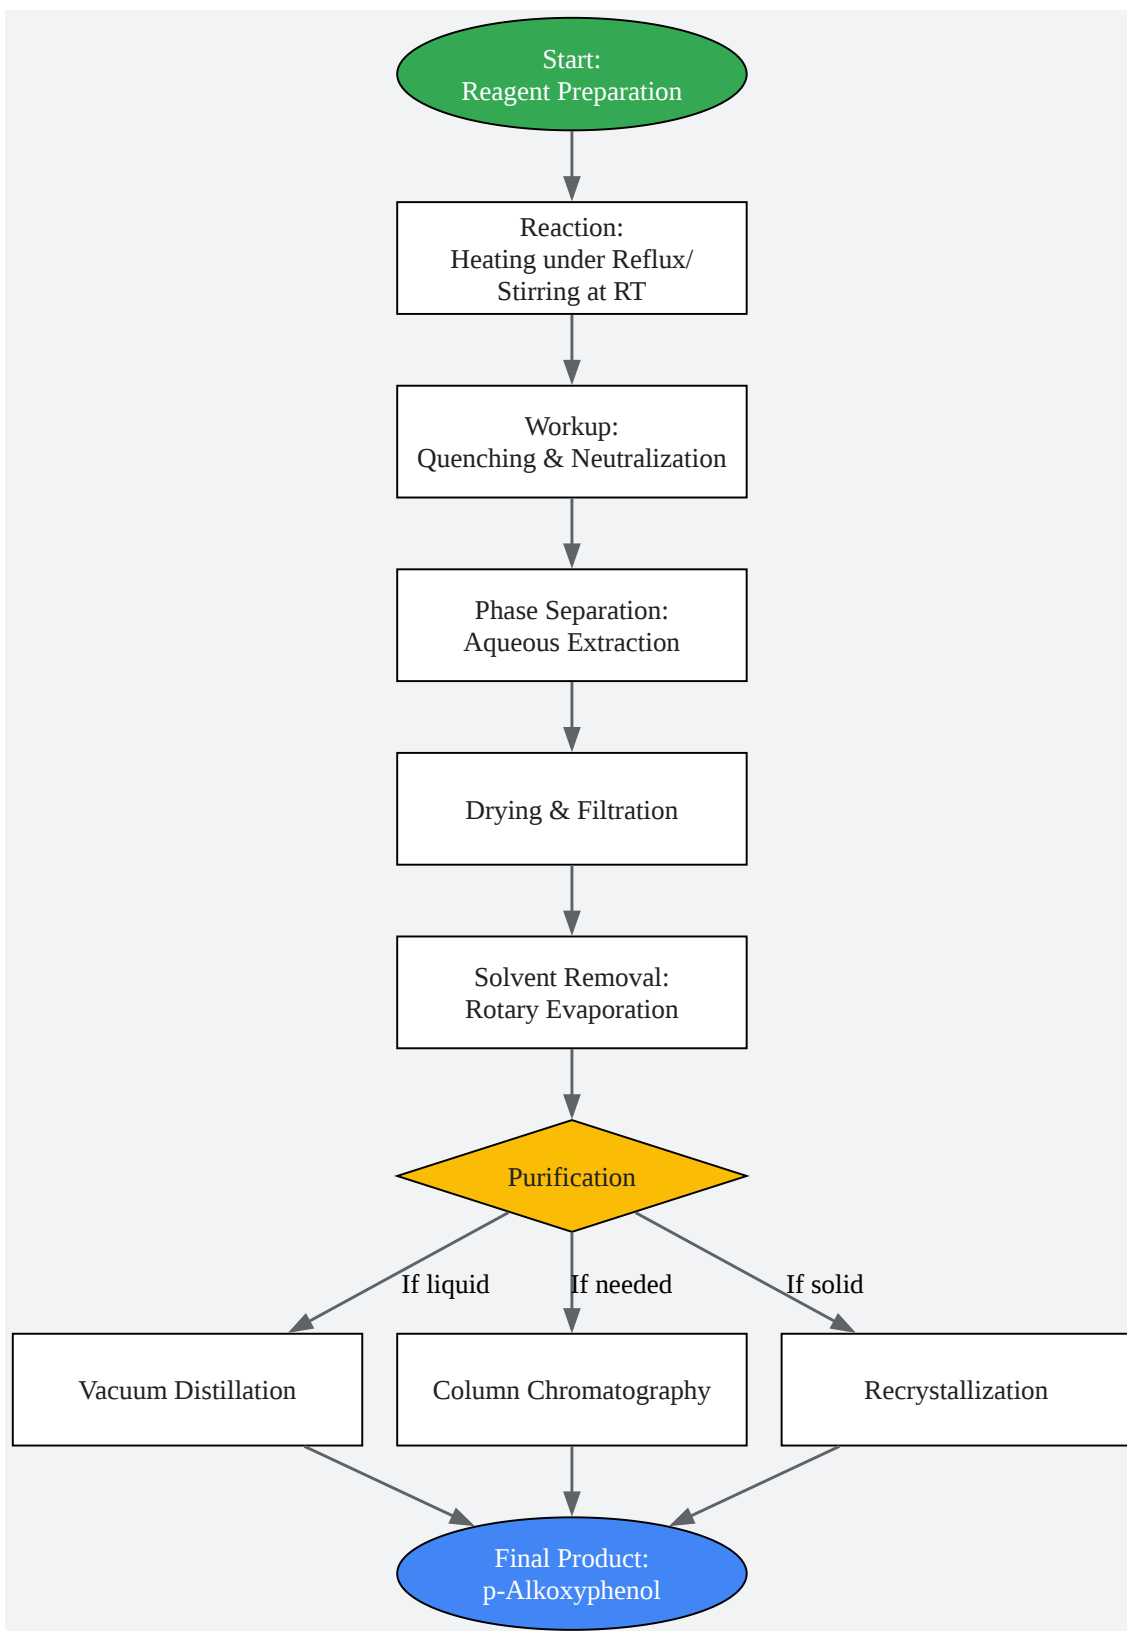 Start:
Reagent Preparation
Reaction:
Heating under Reflux/
Stirring at RT
Workup:
Quenching & Neutralization
Phase Separation:
Aqueous Extraction
Drying & Filtration
Solvent Removal:
Rotary Evaporation
Purification
If liquid
If needed
If solid
Vacuum Distillation
Column Chromatography
Recrystallization
Final Product:
p-Alkoxyphenol